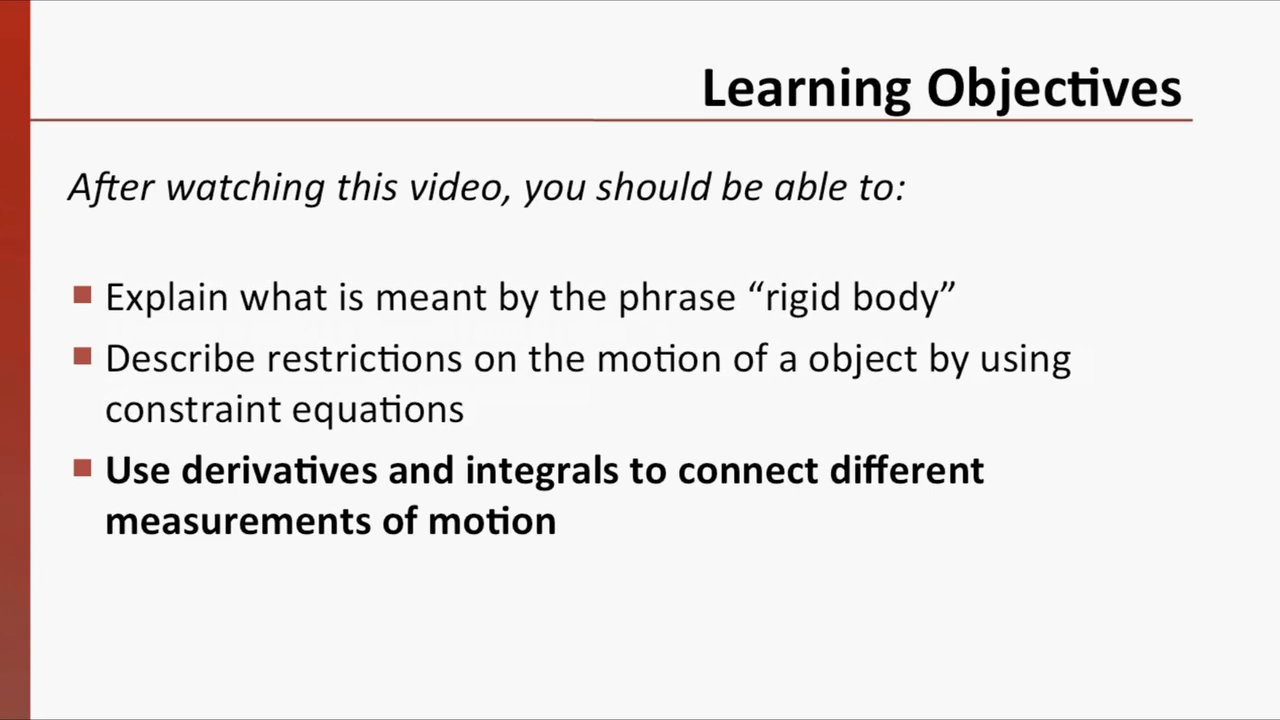 Learning Objectives
After watching this video, you should be able to:
Explain what is meant by the phrase “rigid body”
Describe restrictions on the motion of a object by using
constraint equations
Use derivatives and integrals to connect different
measurements of motion